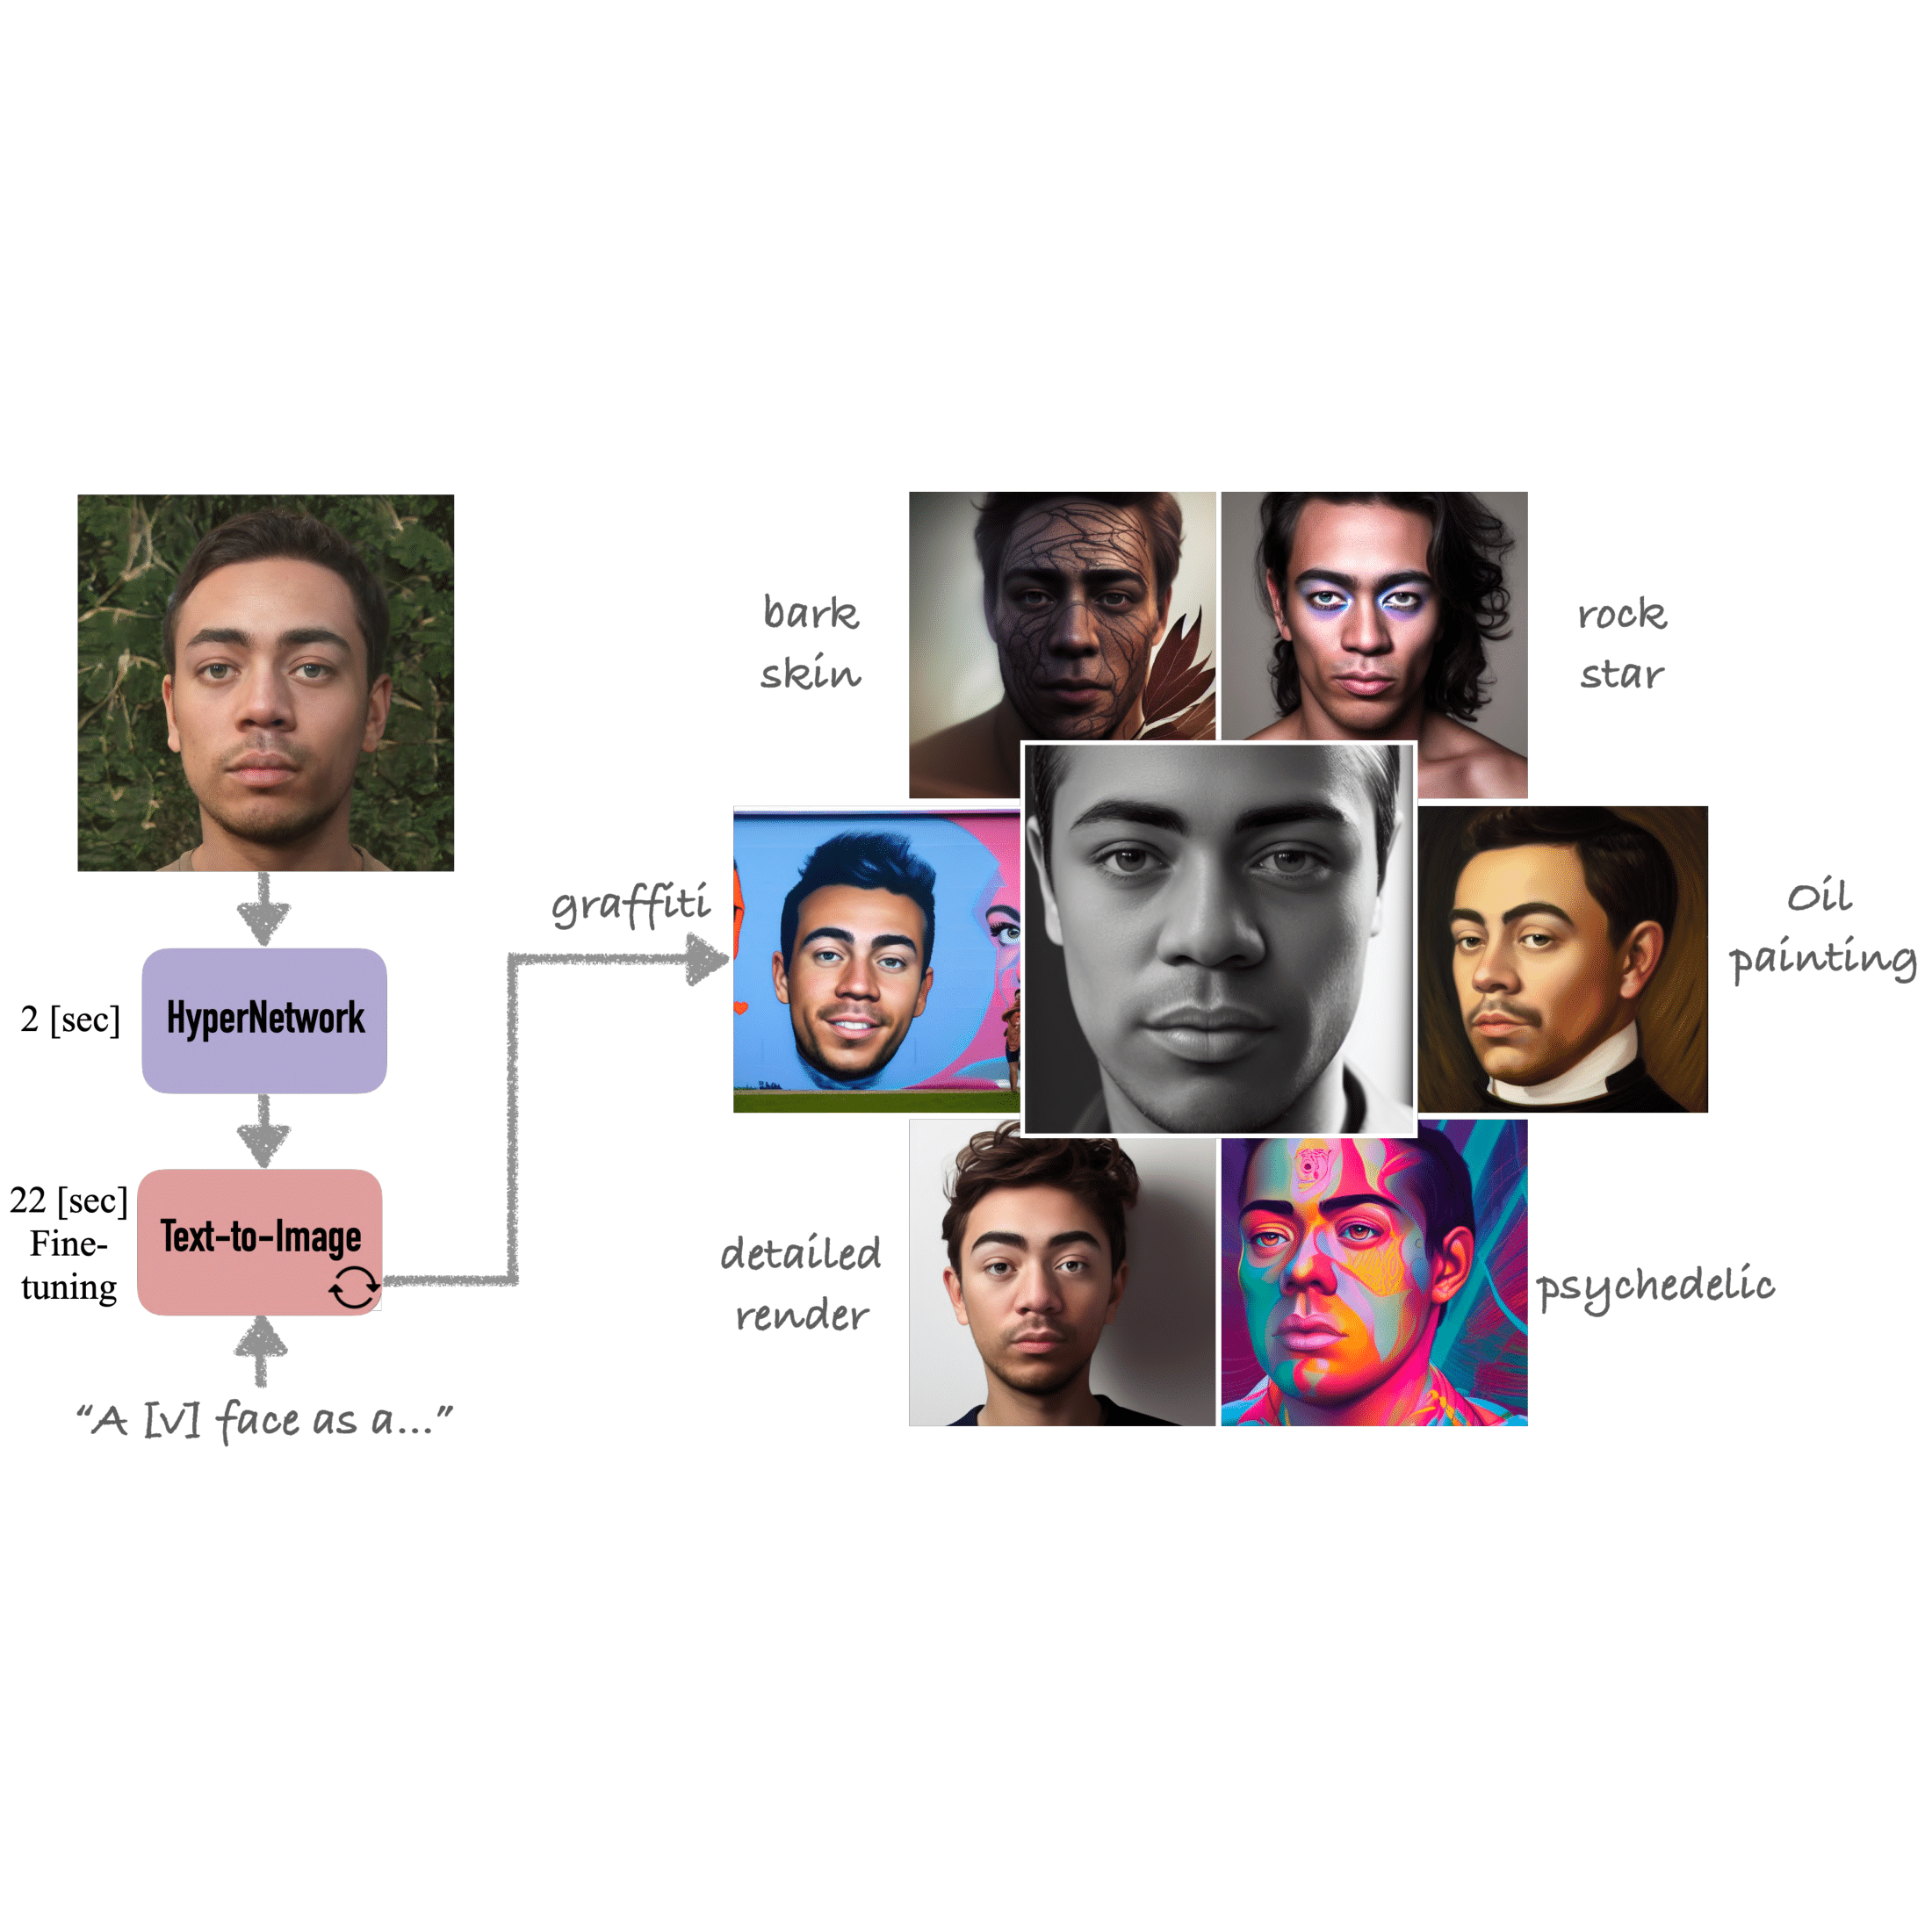 2 [sec]
HyperNetwork
22 [sec]
Fine-
tuning
Text-to-Image
“A [v] face as a...”
bark
skin
rock
star
graffiti
Oil
painting
detailed
render
psychedelic